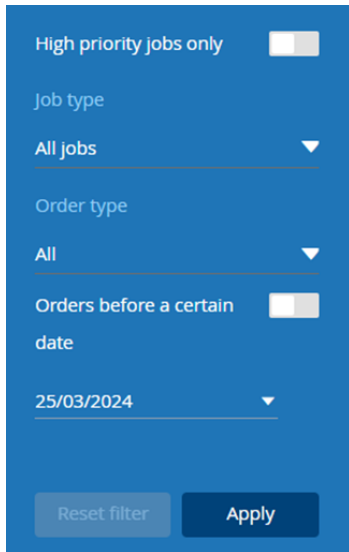 High priority jobs only
Job type
All jobs
Order type
All
Orders before a certain
date
25/03/2024
Reset filter Apply